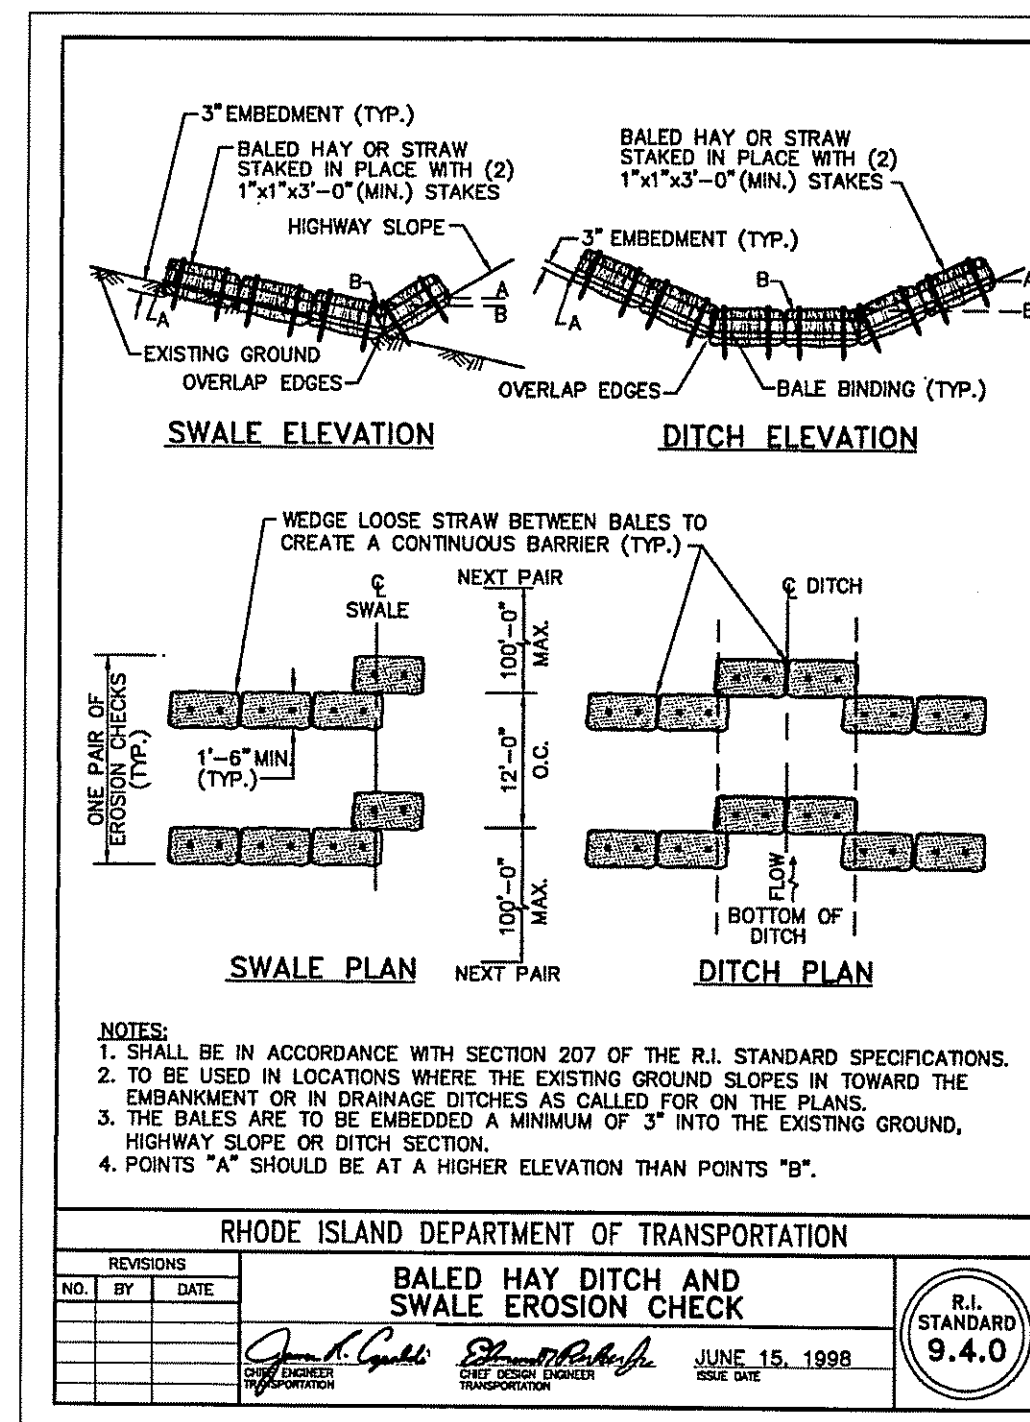 3" EMBEDMENT (TYP.)
BALED HAY OR STRAW
STAKED IN PLACE WITH (2)
1"x1"x3'-0" (MIN.) STAKES
HIGHWAY SLOPE
B
A
B
A
EXISTING GROUND
OVERLAP EDGES
SWALE ELEVATION
BALED HAY OR STRAW
STAKED IN PLACE WITH (2)
1"x1"x3'-0" (MIN.) STAKES
3" EMBEDMENT (TYP.)
B
A
B
A
OVERLAP EDGES
BALE BINDING (TYP.)
DITCH ELEVATION
WEDGE LOOSE STRAW BETWEEN BALES TO
CREATE A CONTINUOUS BARRIER (TYP.)
℄
SWALE
NEXT PAIR
℄ DITCH
100'-0"
MAX.
ONE PAIR OF
EROSION CHECKS
(TYP.)
1'-6" MIN.
(TYP.)
12'-0"
O.C.
100'-0"
MAX.
FLOW
BOTTOM OF
DITCH
SWALE PLAN
NEXT PAIR
DITCH PLAN
NOTES:
1. SHALL BE IN ACCORDANCE WITH SECTION 207 OF THE R.I. STANDARD SPECIFICATIONS.
2. TO BE USED IN LOCATIONS WHERE THE EXISTING GROUND SLOPES IN TOWARD THE
EMBANKMENT OR IN DRAINAGE DITCHES AS CALLED FOR ON THE PLANS.
3. THE BALES ARE TO BE EMBEDDED A MINIMUM OF 3" INTO THE EXISTING GROUND,
HIGHWAY SLOPE OR DITCH SECTION.
4. POINTS "A" SHOULD BE AT A HIGHER ELEVATION THAN POINTS "B".
RHODE ISLAND DEPARTMENT OF TRANSPORTATION
REVISIONS
NO. BY DATE
BALED HAY DITCH AND
SWALE EROSION CHECK
CHIEF ENGINEER
TRANSPORTATION
CHIEF DESIGN ENGINEER
TRANSPORTATION
JUNE 15, 1998
ISSUE DATE
R.I.
STANDARD
9.4.0